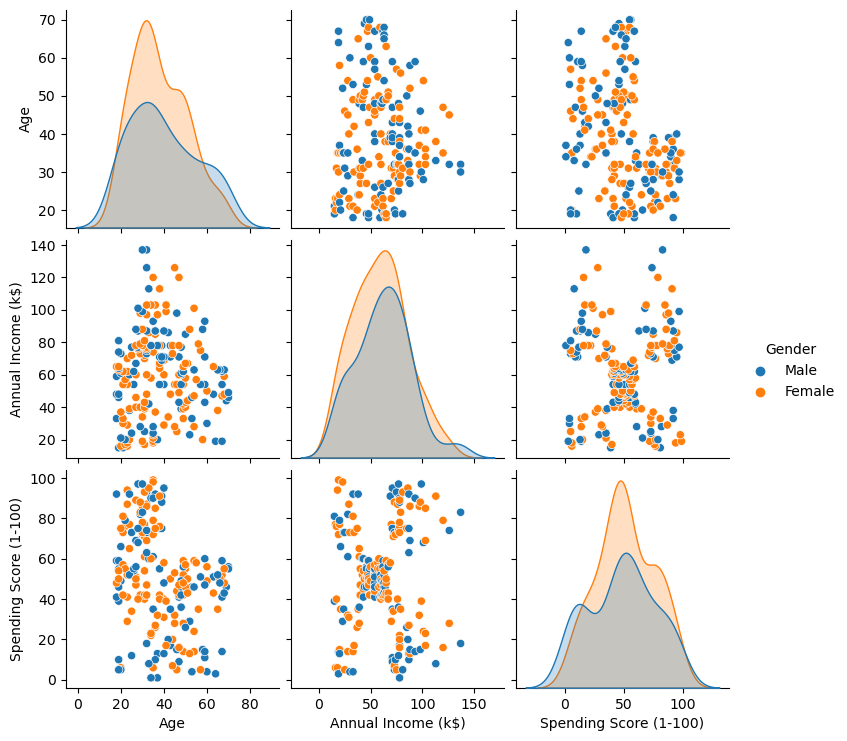 70
60
50
40
30
20
Age
140
120
100
80
60
40
20
Annual Income (k$)
Gender
Male
Female
100
80
60
40
20
0
Spending Score (1-100)
0 20 40 60 80
0 50 100 150
0 50 100
Age
Annual Income (k$)
Spending Score (1-100)